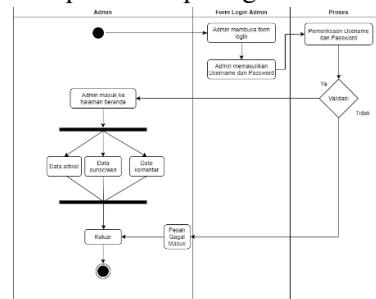 Admin
Form Login Admin
Proses
Admin membuka form
login
Pemeriksaan Username
dan Password
Admin memasukkan
Username dan Password
Ya
Validasi
Tidak
Admin masuk ke
halaman beranda
Data artikel
Data
sunscreen
Data
komentar
Keluar
Pesan
Gagal
Masuk